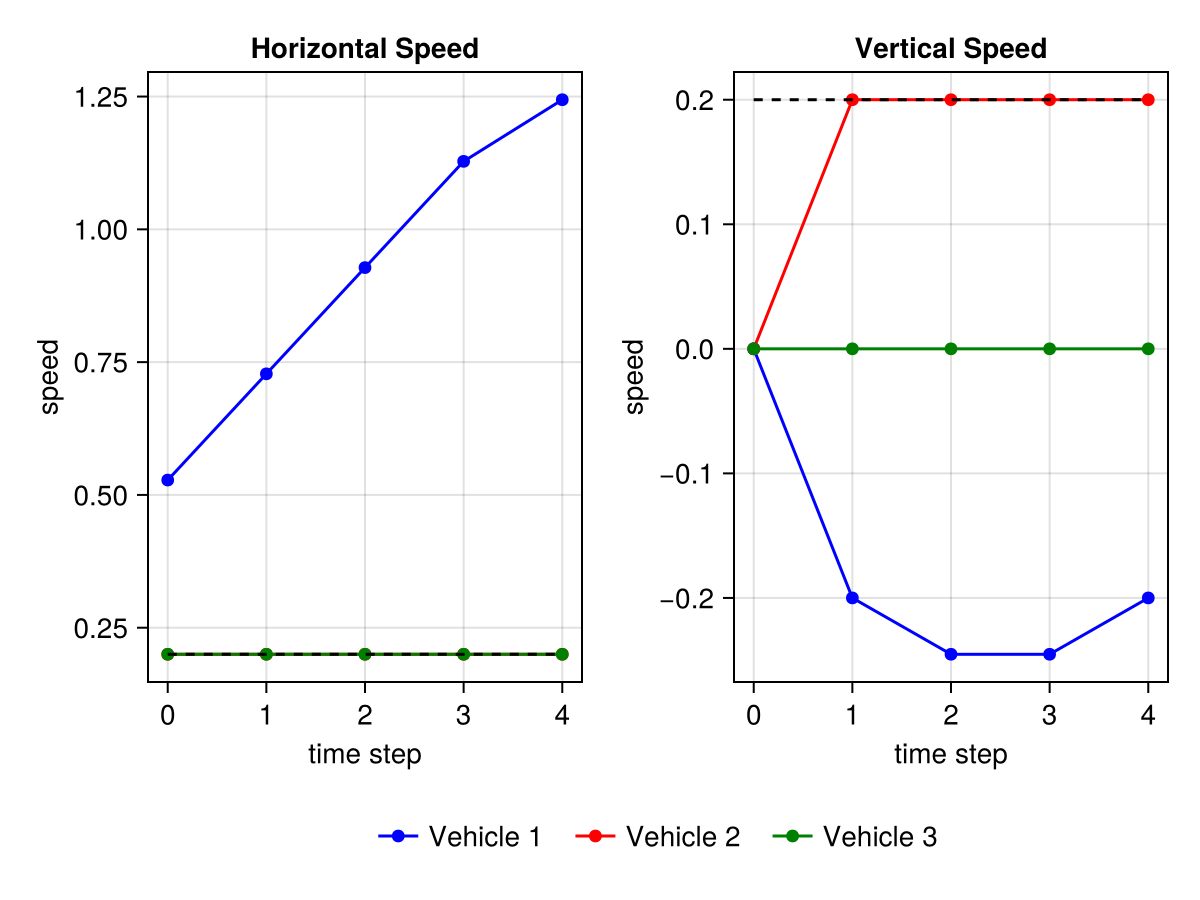 Horizontal Speed
1.25
1.00
0.75
0.50
0.25
speed
0 1 2 3 4
time step
Vertical Speed
0.2
0.1
0.0
−0.1
−0.2
speed
0 1 2 3 4
time step
Vehicle 1 Vehicle 2 Vehicle 3